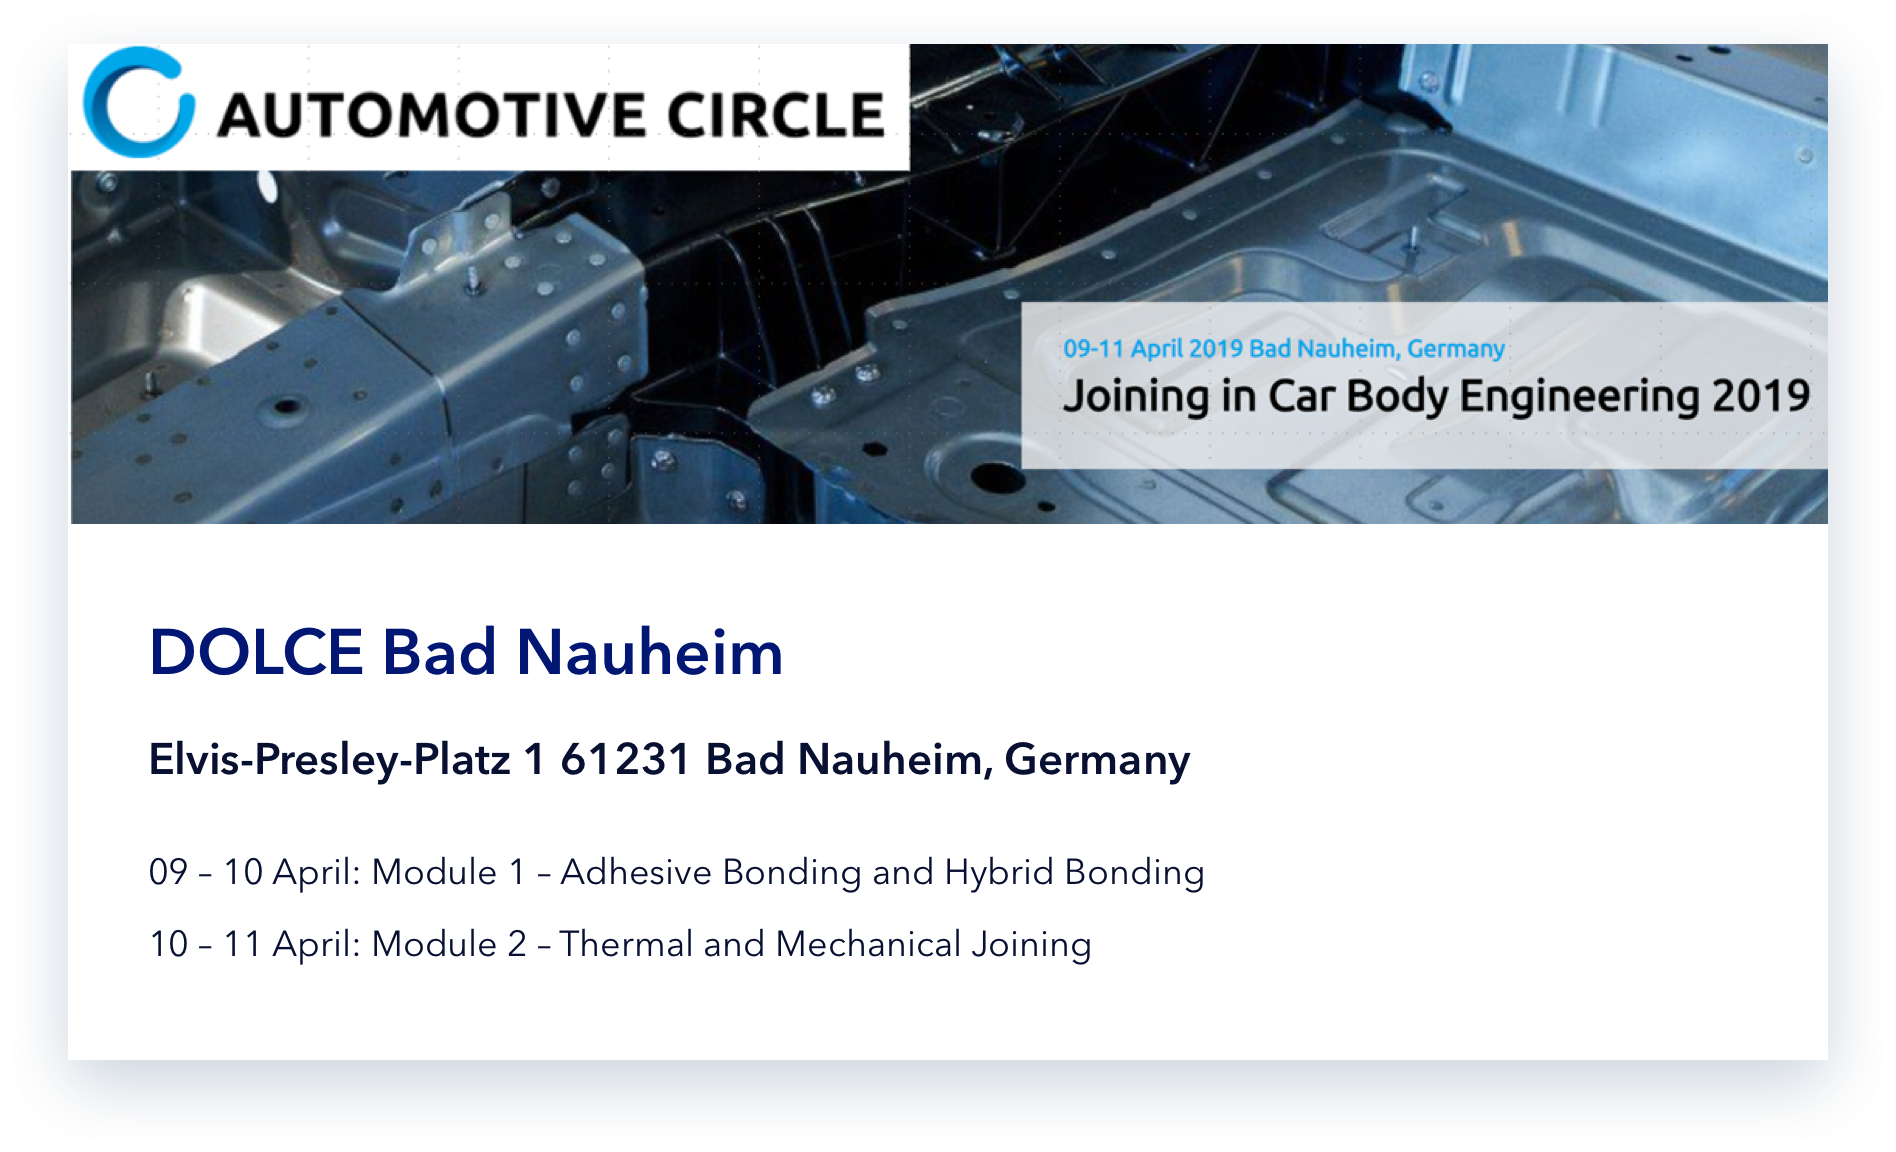 AUTOMOTIVE CIRCLE
09-11 April 2019 Bad Nauheim, Germany
Joining in Car Body Engineering 2019
DOLCE Bad Nauheim
Elvis-Presley-Platz 1 61231 Bad Nauheim, Germany
09 – 10 April: Module 1 – Adhesive Bonding and Hybrid Bonding
10 – 11 April: Module 2 – Thermal and Mechanical Joining